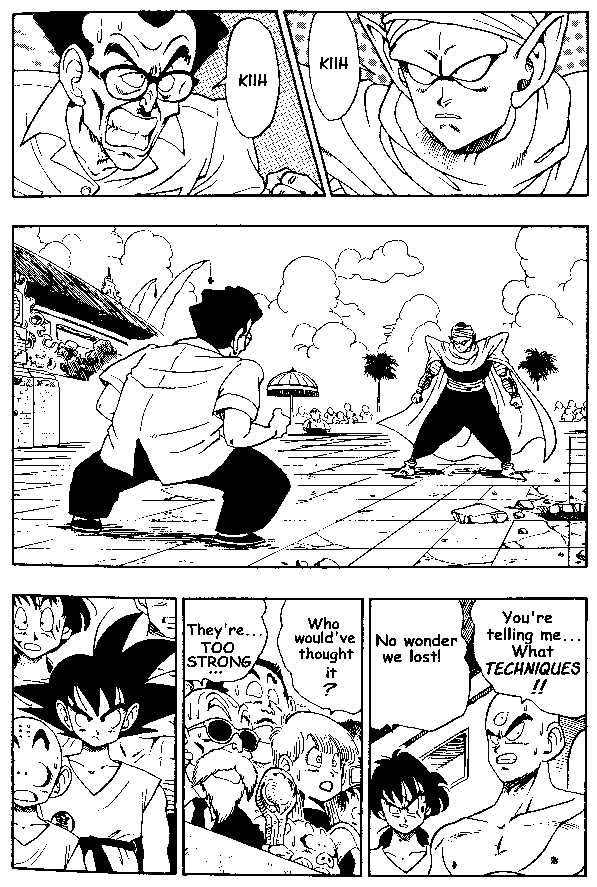 KIIH
KIIH
You're
telling me...
What
TECHNIQUES
!!
No wonder
we lost!
Who
would've
thought
it
?
They're...
TOO
STRONG
...